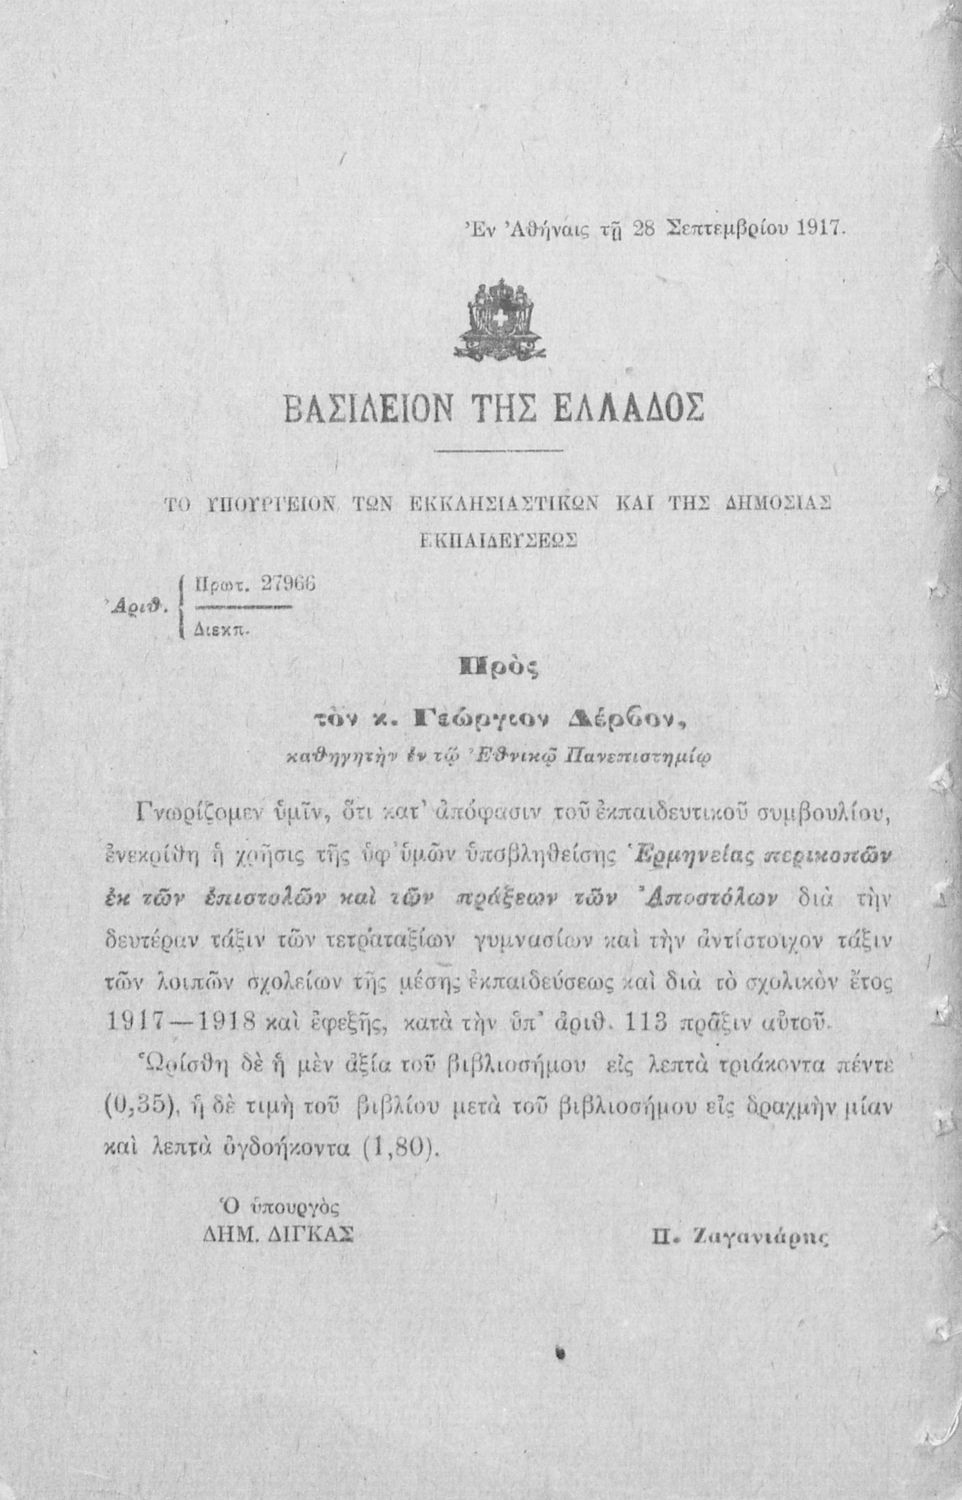 Ἐν Ἀθήναις τῇ 28 Σεπτεμβρίου 1917.
ΒΑΣΙΛΕΙΟΝ ΤΗΣ ΕΛΛΑΔΟΣ
ΤΟ ΥΠΟΥΡΓΕΙΟΝ ΤΩΝ ΕΚΚΛΗΣΙΑΣΤΙΚΩΝ ΚΑΙ ΤΗΣ ΔΗΜΟΣΙΑΣ
ΕΚΠΑΙΔΕΥΣΕΩΣ
Πρωτ. 27966
Ἀριθ.
Διεκπ.
Πρὸς
τὸν κ. Γεώργιον Δέρβον,
καθηγητὴν ἐν τῷ Ἐθνικῷ Πανεπιστημίῳ
Γνωρίζομεν ὑμῖν, ὅτι κατ' ἀπόφασιν τοῦ ἐκπαιδευτικοῦ συμβουλίου,
ἐνεκρίθη ἡ χρῆσις τῆς ὑφ' ὑμῶν ὑποβληθείσης Ἑρμηνείας περικοπῶν
ἐκ τῶν ἐπιστολῶν καὶ τῶν πράξεων τῶν Ἀποστόλων διὰ τὴν
δευτέραν τάξιν τῶν τετραταξίων γυμνασίων καὶ τὴν ἀντίστοιχον τάξιν
τῶν λοιπῶν σχολείων τῆς μέσης ἐκπαιδεύσεως καὶ διὰ τὸ σχολικὸν ἔτος
1917—1918 καὶ ἐφεξῆς, κατὰ τὴν ὑπ' ἀριθ. 113 πρᾶξιν αὐτοῦ.
Ὡρίσθη δὲ ἡ μὲν ἀξία τοῦ βιβλιοσήμου εἰς λεπτὰ τριάκοντα πέντε
(0,35), ἡ δὲ τιμὴ τοῦ βιβλίου μετὰ τοῦ βιβλιοσήμου εἰς δραχμὴν μίαν
καὶ λεπτὰ ὀγδοήκοντα (1,80).
Ὁ ὑπουργὸς
ΔΗΜ. ΔΙΓΚΑΣ
Π. Ζαγανιάρης